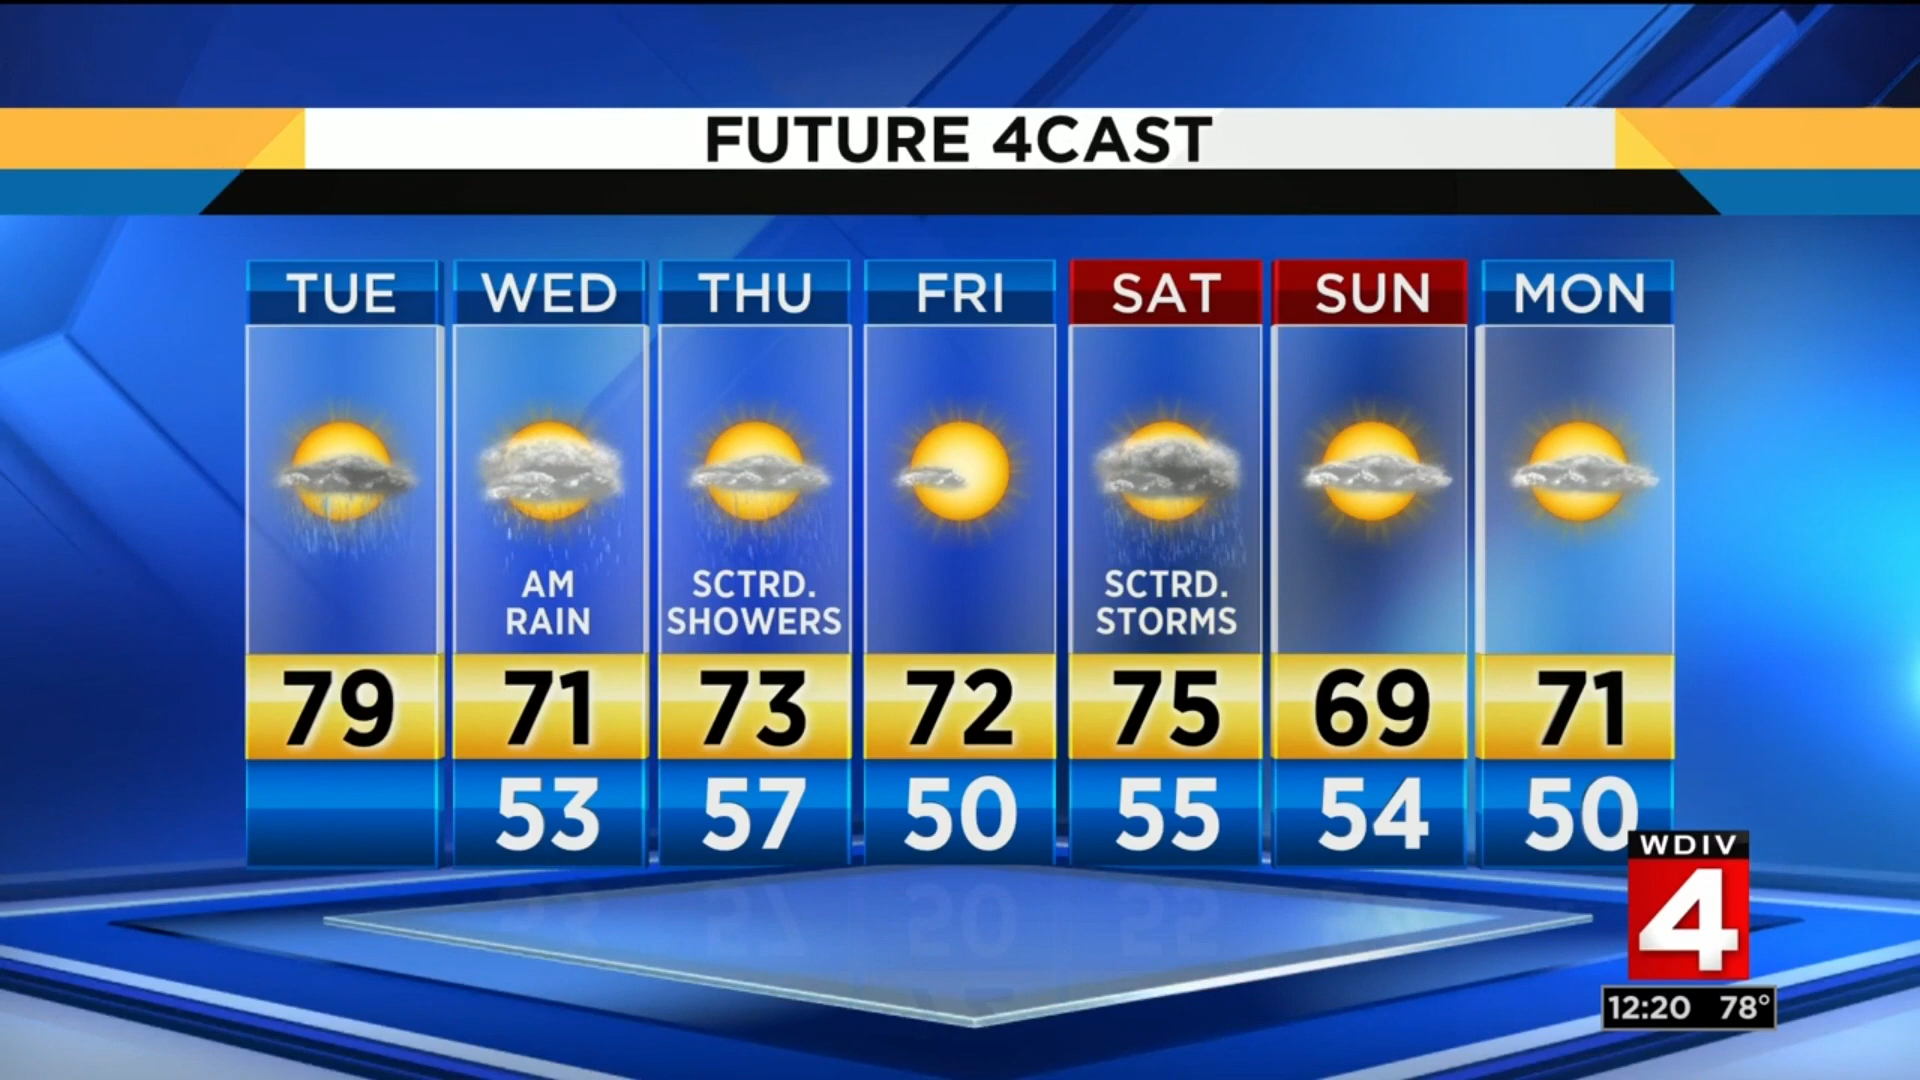 FUTURE 4CAST
TUE WED THU FRI SAT SUN MON
AM RAIN
SCTRD. SHOWERS
SCTRD. STORMS
79 71 73 72 75 69 71
53 57 50 55 54 50
WDIV
4
12:20 78°